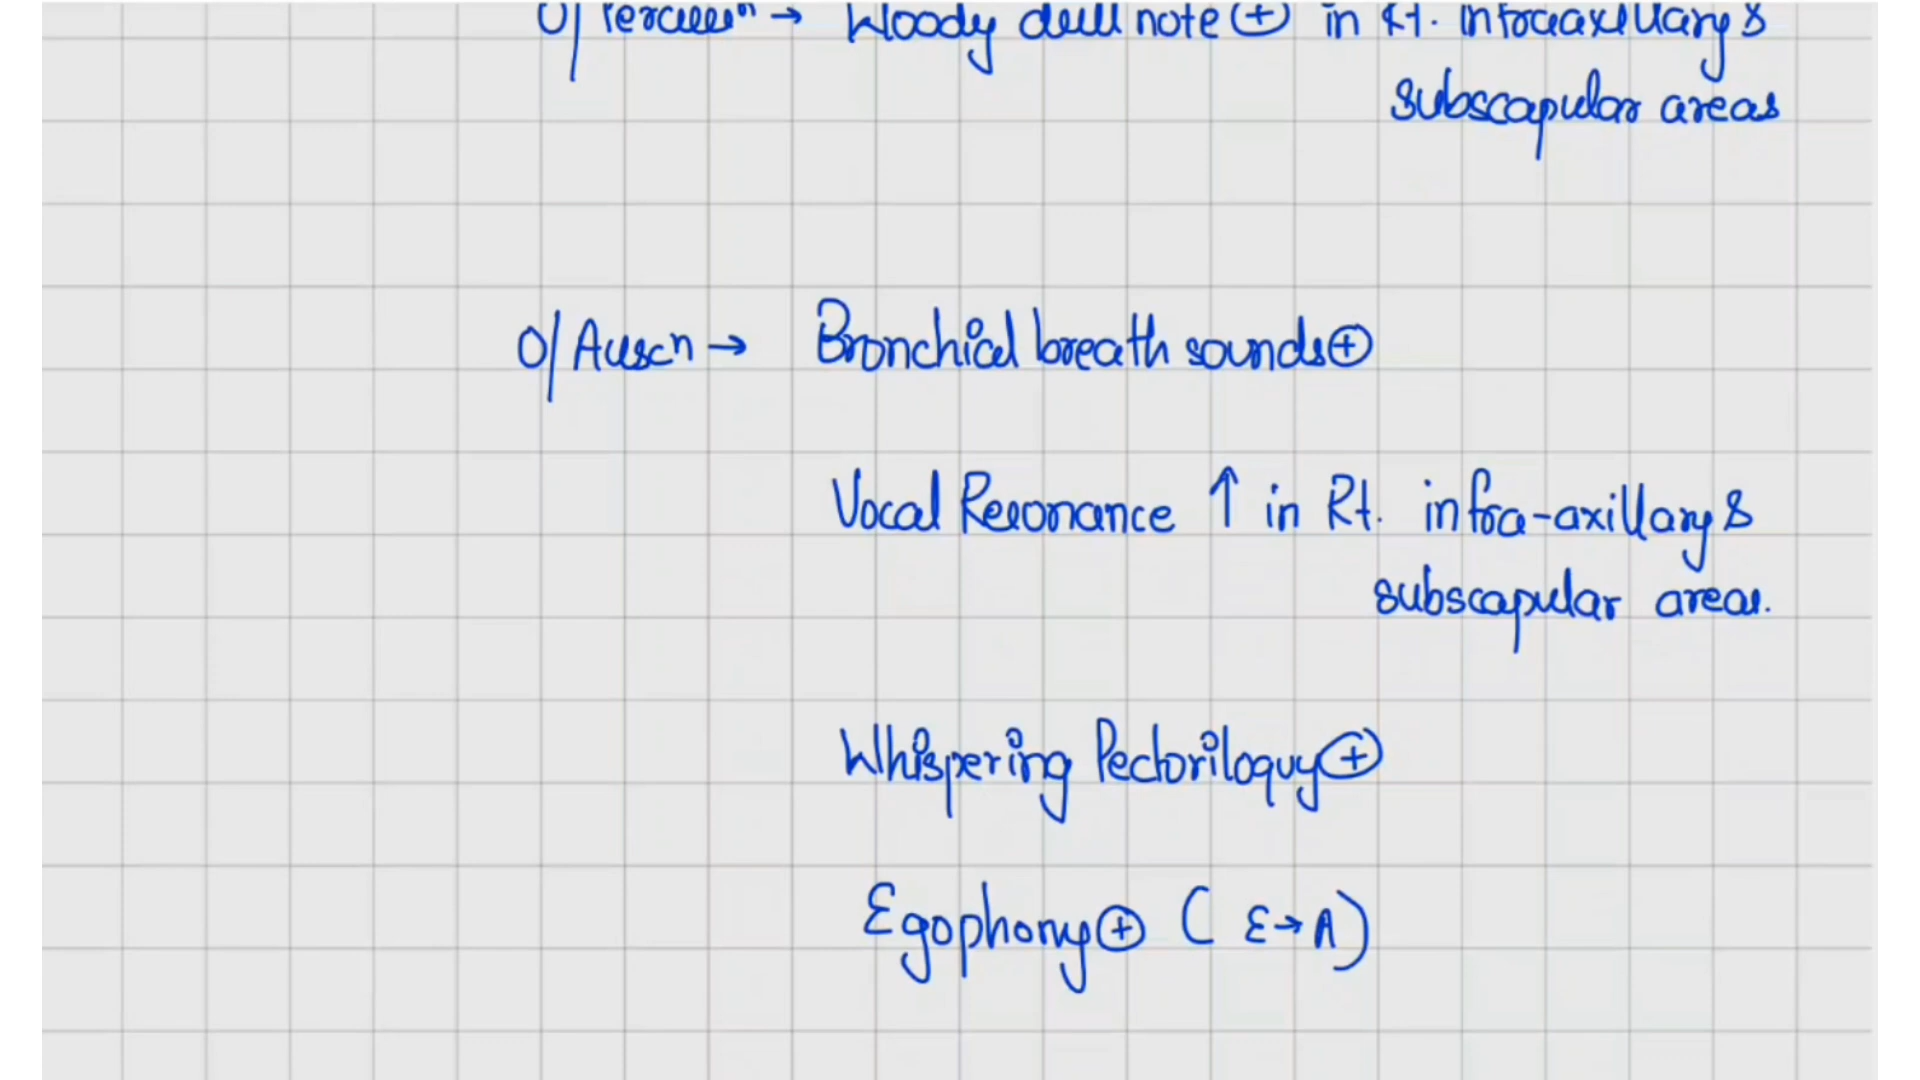 O/Percussn → Woody dull note ⊕ in Rt. infraaxillary &
subscapular areas
O/Auscn → Bronchial breath sounds ⊕
Vocal Resonance ↑ in Rt. infra-axillary &
subscapular areas.
Whispering Pectoriloquy ⊕
Egophony ⊕ ( E→A)